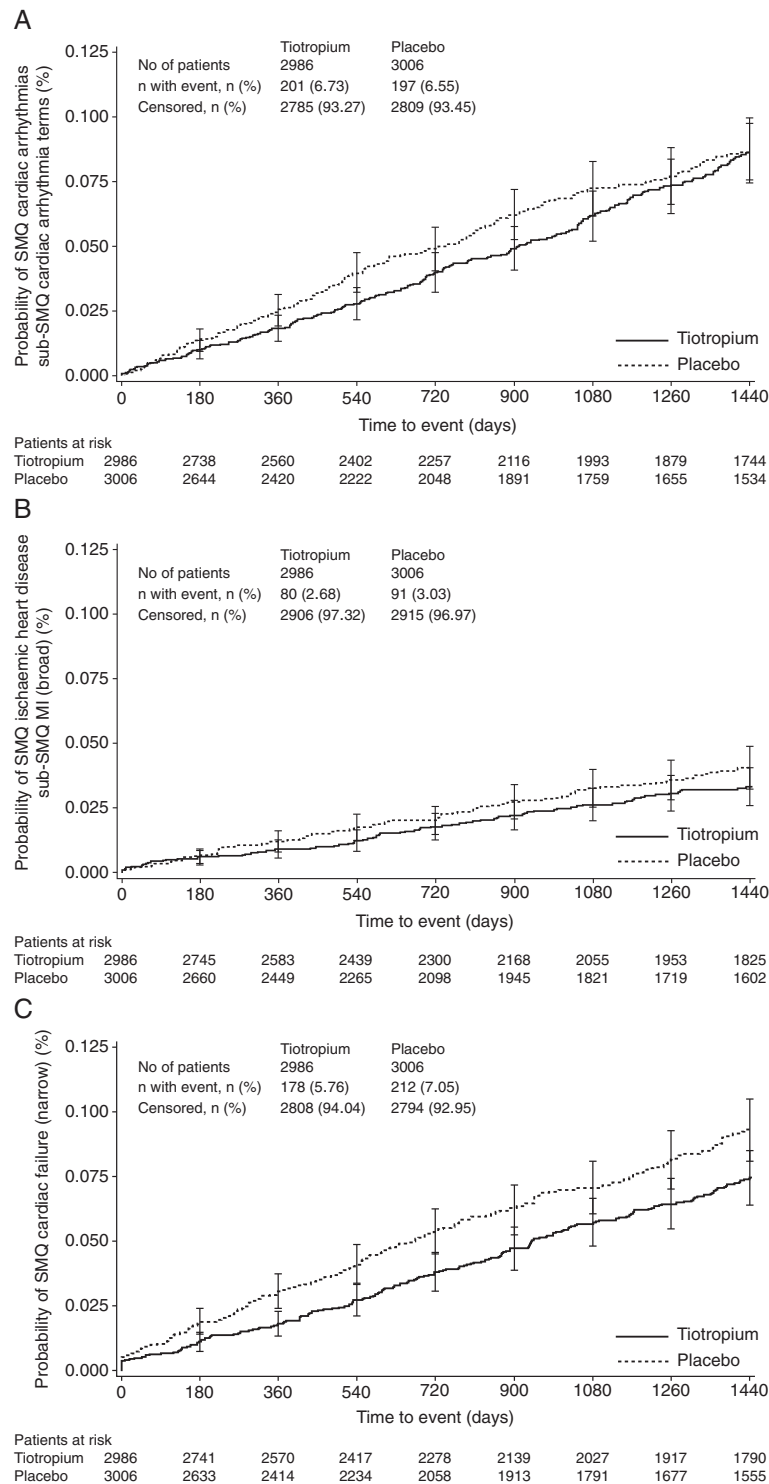 A
Probability of SMQ cardiac arrhythmias
sub-SMQ cardiac arrhythmia terms (%)
0.125
0.100
0.075
0.050
0.025
0.000
Tiotropium Placebo
No of patients 2986 3006
n with event, n (%) 201 (6.73) 197 (6.55)
Censored, n (%) 2785 (93.27) 2809 (93.45)
Tiotropium
Placebo
0 180 360 540 720 900 1080 1260 1440
Time to event (days)
Patients at risk
Tiotropium 2986 2738 2560 2402 2257 2116 1993 1879 1744
Placebo 3006 2644 2420 2222 2048 1891 1759 1655 1534
B
Probability of SMQ ischaemic heart disease
sub-SMQ MI (broad) (%)
0.125
0.100
0.075
0.050
0.025
0.000
Tiotropium Placebo
No of patients 2986 3006
n with event, n (%) 80 (2.68) 91 (3.03)
Censored, n (%) 2906 (97.32) 2915 (96.97)
Tiotropium
Placebo
0 180 360 540 720 900 1080 1260 1440
Time to event (days)
Patients at risk
Tiotropium 2986 2745 2583 2439 2300 2168 2055 1953 1825
Placebo 3006 2660 2449 2265 2098 1945 1821 1719 1602
C
Probability of SMQ cardiac failure (narrow) (%)
0.125
0.100
0.075
0.050
0.025
0.000
Tiotropium Placebo
No of patients 2986 3006
n with event, n (%) 178 (5.76) 212 (7.05)
Censored, n (%) 2808 (94.04) 2794 (92.95)
Tiotropium
Placebo
0 180 360 540 720 900 1080 1260 1440
Time to event (days)
Patients at risk
Tiotropium 2986 2741 2570 2417 2278 2139 2027 1917 1790
Placebo 3006 2633 2414 2234 2058 1913 1791 1677 1555